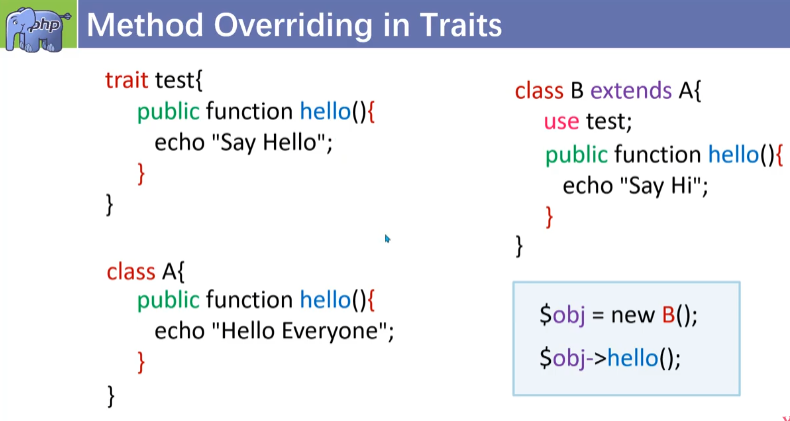 php
Method Overriding in Traits
trait test{
public function hello(){
echo "Say Hello";
}
}
class A{
public function hello(){
echo "Hello Everyone";
}
}
class B extends A{
use test;
public function hello(){
echo "Say Hi";
}
}
$obj = new B();
$obj->hello();